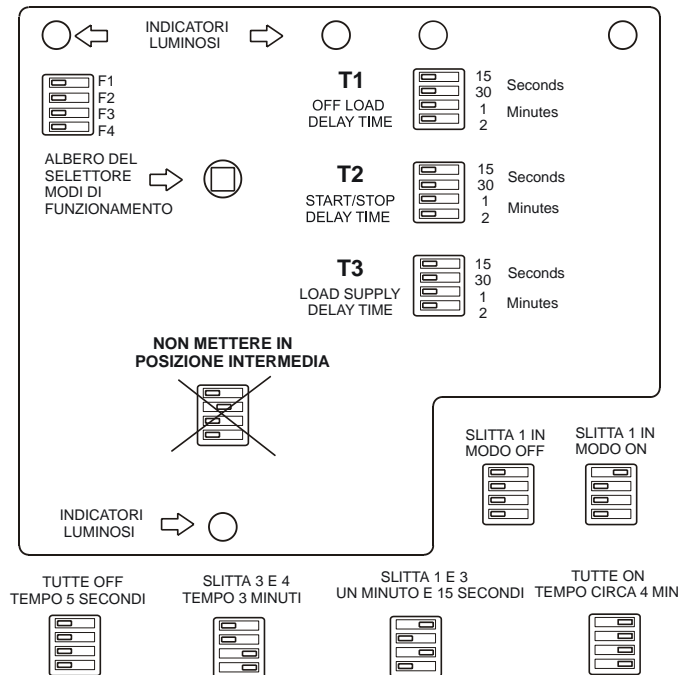 INDICATORI
LUMINOSI
F1
F2
F3
F4
T1
OFF LOAD
DELAY TIME
15
30
1
2
Seconds
Minutes
ALBERO DEL
SELETTORE
MODI DI
FUNZIONAMENTO
T2
START/STOP
DELAY TIME
15
30
1
2
Seconds
Minutes
T3
LOAD SUPPLY
DELAY TIME
15
30
1
2
Seconds
Minutes
NON METTERE IN
POSIZIONE INTERMEDIA
SLITTA 1 IN
MODO OFF
SLITTA 1 IN
MODO ON
INDICATORI
LUMINOSI
TUTTE OFF
TEMPO 5 SECONDI
SLITTA 3 E 4
TEMPO 3 MINUTI
SLITTA 1 E 3
UN MINUTO E 15 SECONDI
TUTTE ON
TEMPO CIRCA 4 MIN